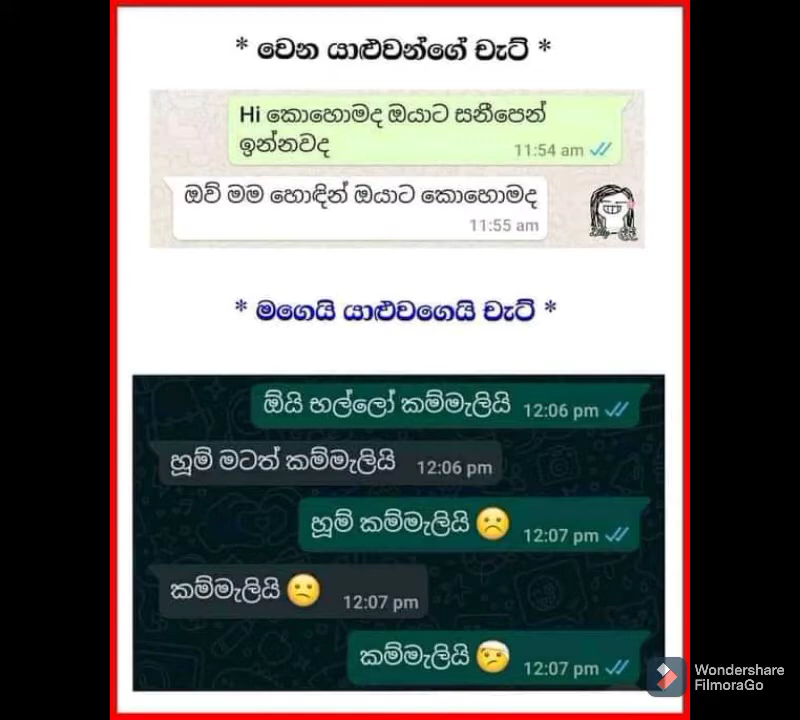 * වෙන යාළුවන්ගේ චැට් *
Hi කොහොමද ඔයාට සනීපෙන්
ඉන්නවද
11:54 am
ඔව් මම හොඳින් ඔයාට කොහොමද
11:55 am
* මගෙයි යාළුවගෙයි චැට් *
ඕයි භල්ලෝ කම්මැලියි 12:06 pm
හූම් මටත් කම්මැලියි 12:06 pm
හූම් කම්මැලියි ☹️ 12:07 pm
කම්මැලියි 🙁 12:07 pm
කම්මැලියි 🤕 12:07 pm
Wondershare
FilmoraGo